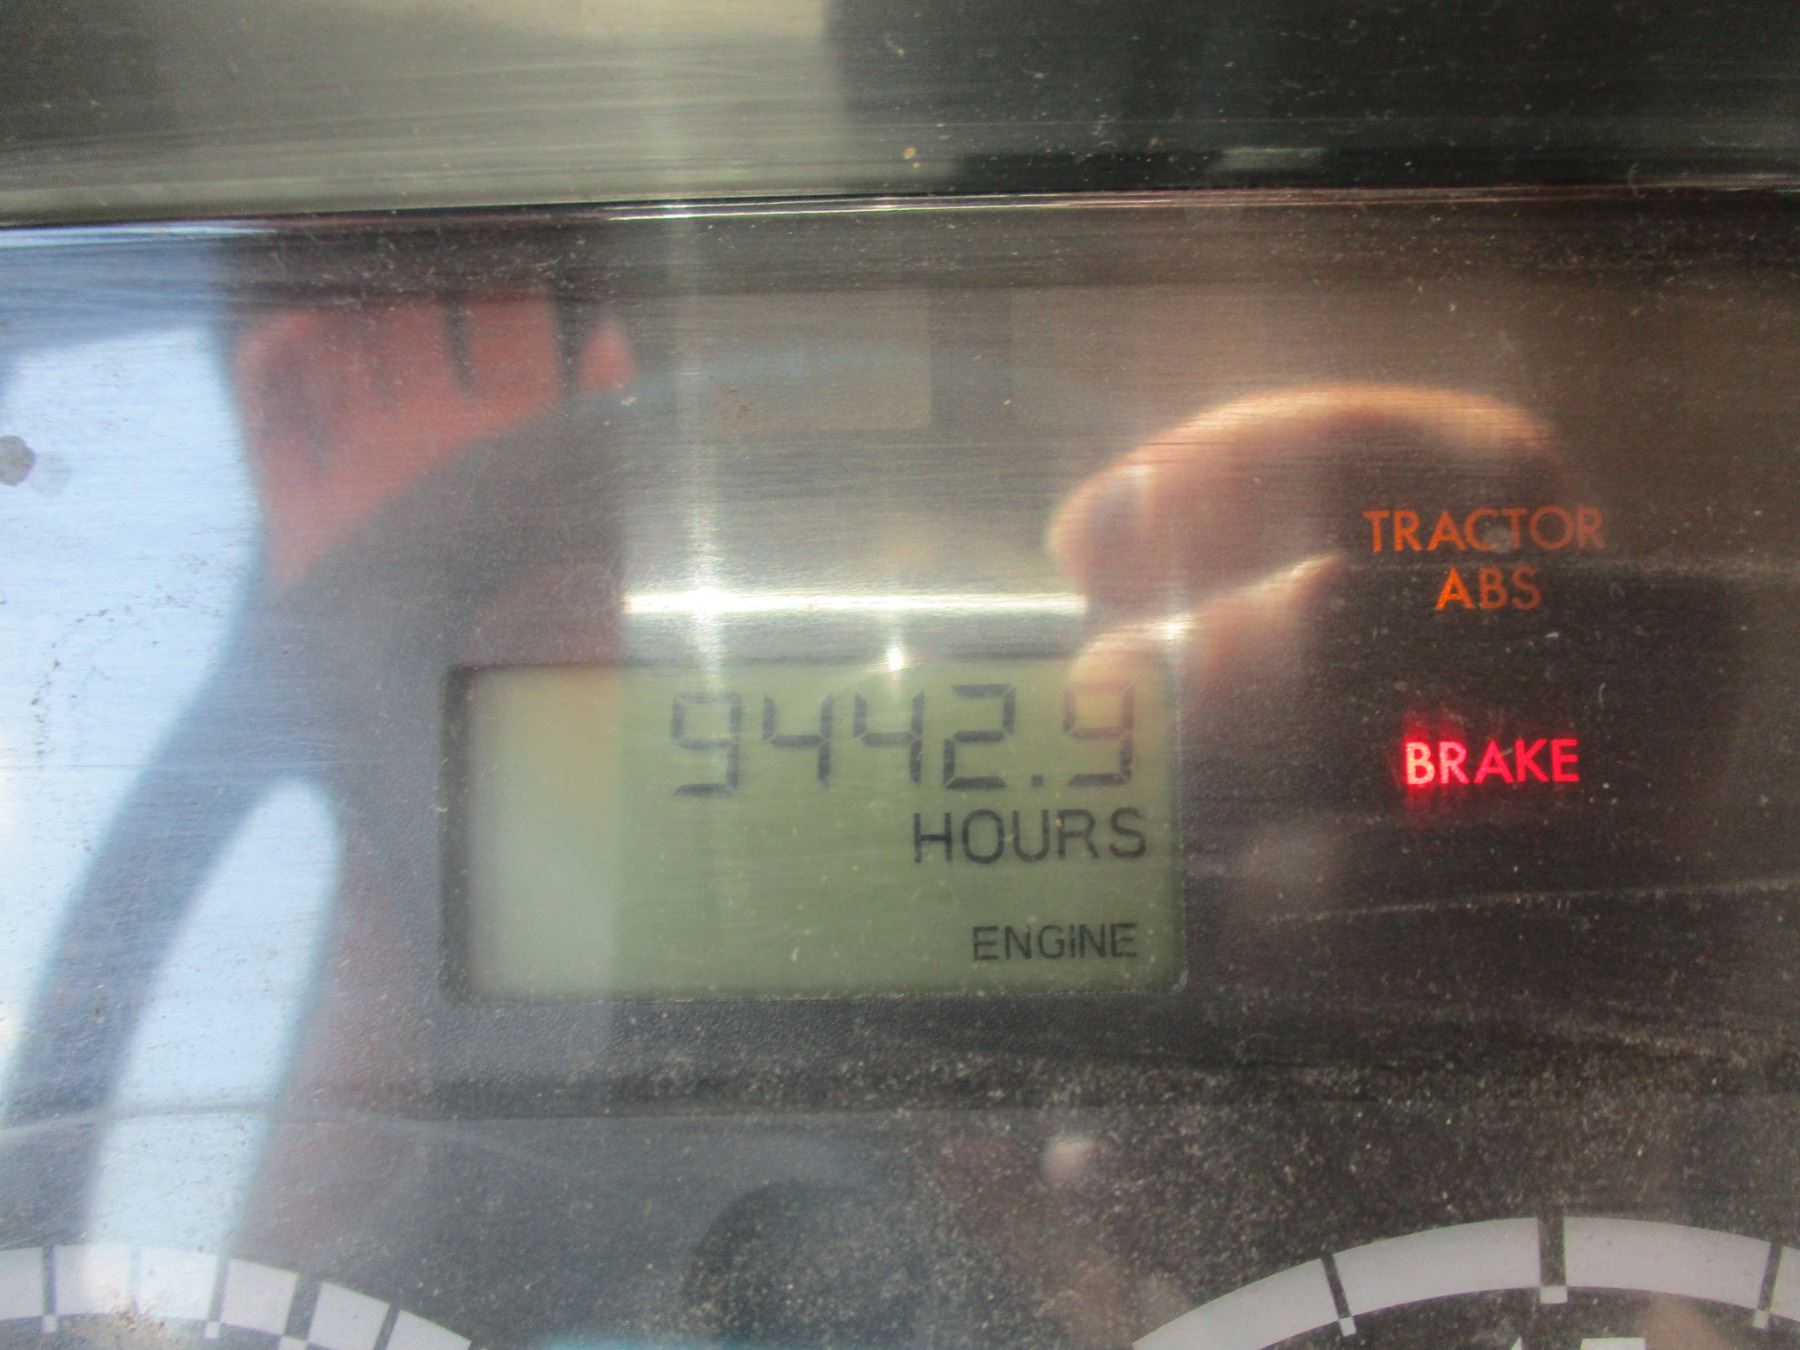 TRACTOR
ABS
9442.9
BRAKE
HOURS
ENGINE